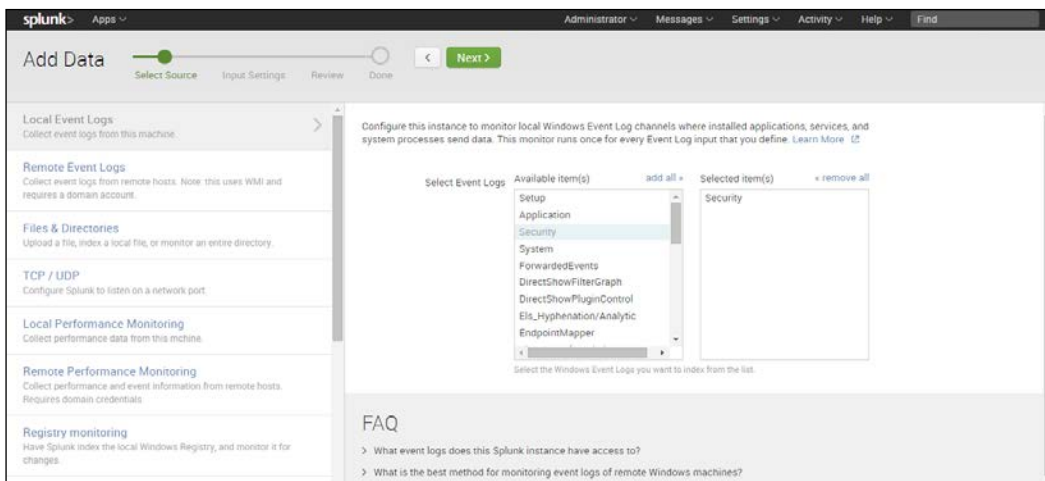 splunk> Apps Administrator Messages Settings Activity Help Find
Add Data
Select Source Input Settings Review Done
< Next >
Local Event Logs
Collect event logs from this machine.
Remote Event Logs
Collect event logs from remote hosts. Note: this uses WMI and
requires a domain account.
Files & Directories
Upload a file, index a local file, or monitor an entire directory.
TCP / UDP
Configure Splunk to listen on a network port.
Local Performance Monitoring
Collect performance data from this mchine.
Remote Performance Monitoring
Collect performance and event information from remote hosts.
Requires domain credentials
Registry monitoring
Have Splunk index the local Windows Registry, and monitor it for
changes.
Configure this instance to monitor local Windows Event Log channels where installed applications, services, and
system processes send data. This monitor runs once for every Event Log input that you define. Learn More
Select Event Logs
Available item(s) add all »
Setup
Application
Security
System
ForwardedEvents
DirectShowFilterGraph
DirectShowPluginControl
Els_Hyphenation/Analytic
EndpointMapper
Selected item(s) « remove all
Security
Select the Windows Event Logs you want to index from the list.
FAQ
> What event logs does this Splunk instance have access to?
> What is the best method for monitoring event logs of remote Windows machines?